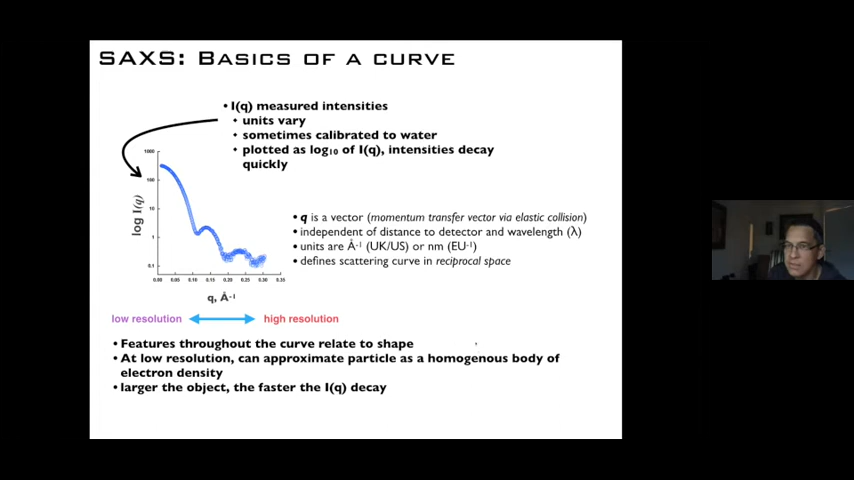 SAXS: BASICS OF A CURVE
• I(q) measured intensities
• units vary
• sometimes calibrated to water
• plotted as log₁₀ of I(q), intensities decay
quickly
1000
100
10
1
0.1
log I(q)
0.00 0.05 0.10 0.15 0.20 0.25 0.30 0.35
q, Å⁻¹
• q is a vector (momentum transfer vector via elastic collision)
• independent of distance to detector and wavelength (λ)
• units are Å⁻¹ (UK/US) or nm (EU⁻¹)
• defines scattering curve in reciprocal space
low resolution high resolution
• Features throughout the curve relate to shape
• At low resolution, can approximate particle as a homogenous body of
electron density
• larger the object, the faster the I(q) decay